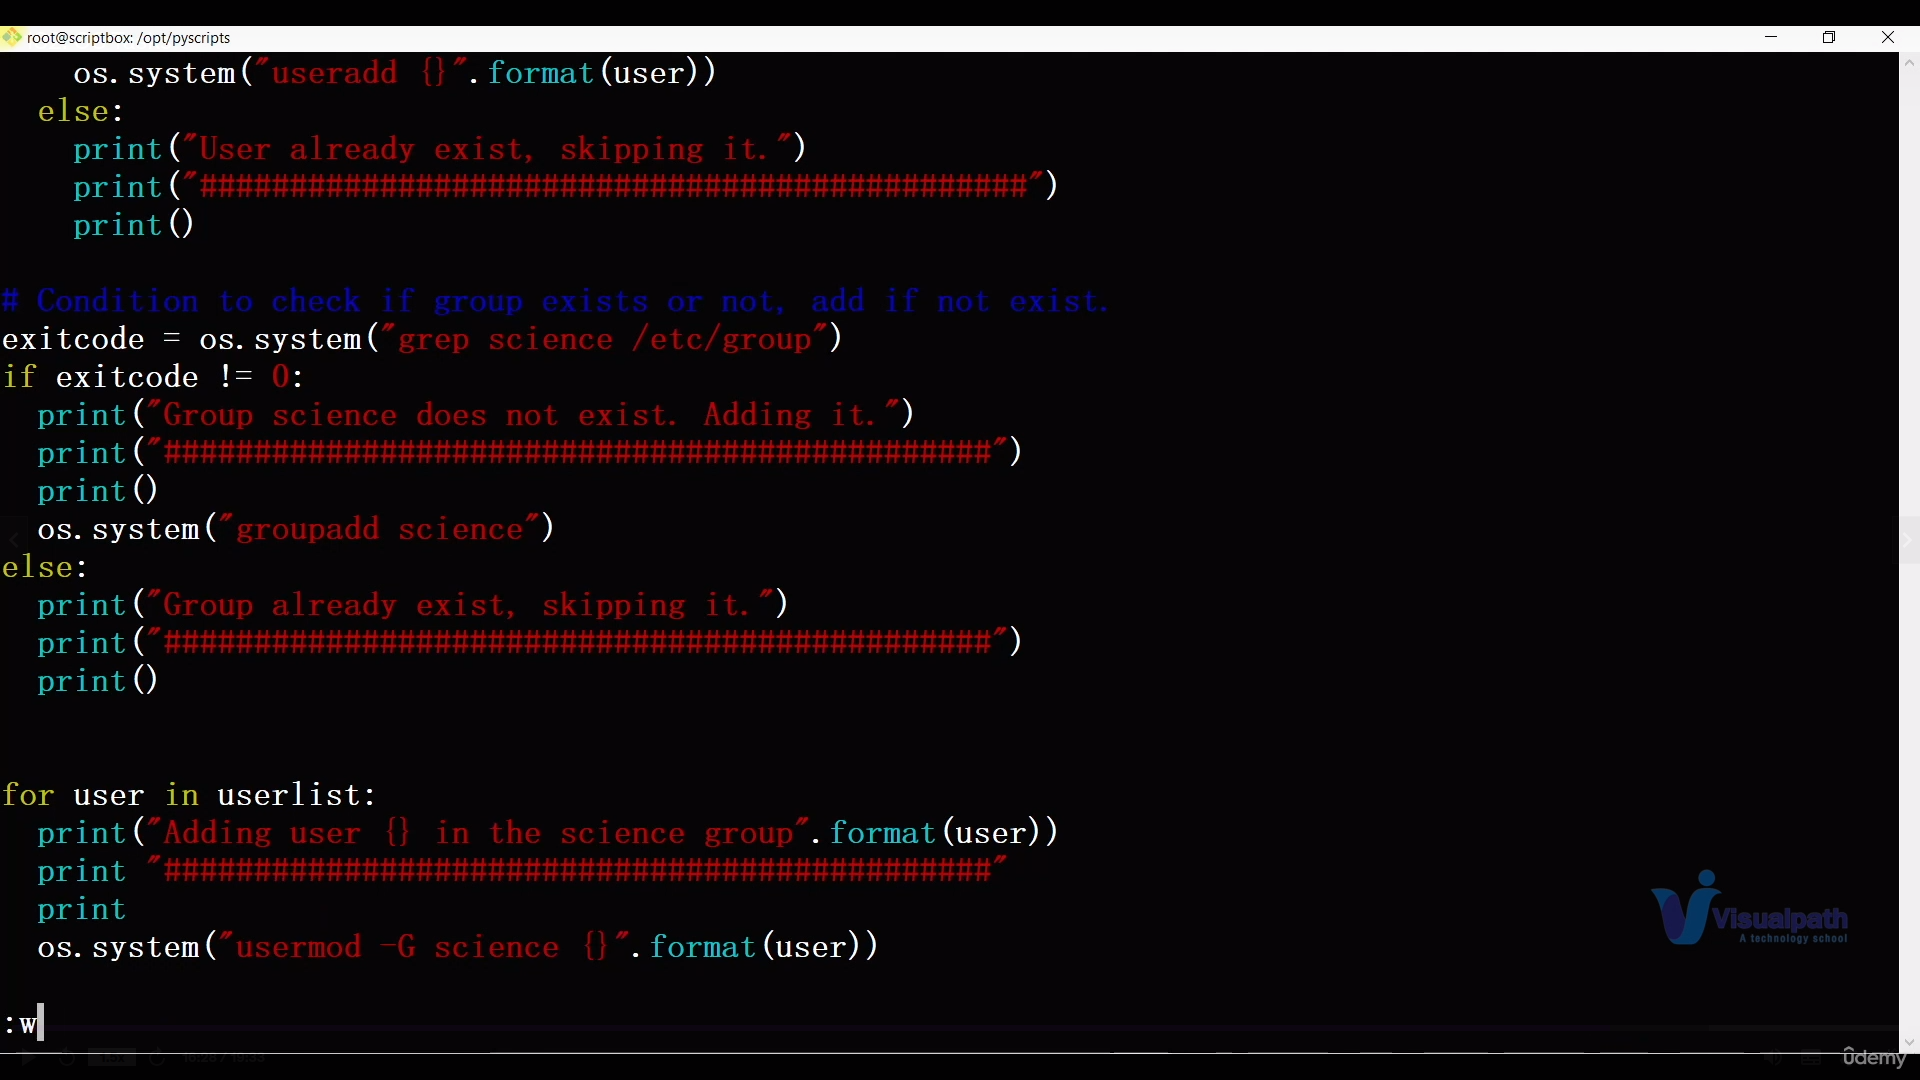 root@scriptbox: /opt/pyscripts
    os.system("useradd {}".format(user))
  else:
    print("User already exist, skipping it.")
    print("##############################################")
    print()
# Condition to check if group exists or not, add if not exist.
exitcode = os.system("grep science /etc/group")
if exitcode != 0:
  print("Group science does not exist. Adding it.")
  print("##############################################")
  print()
  os.system("groupadd science")
else:
  print("Group already exist, skipping it.")
  print("##############################################")
  print()
for user in userlist:
  print("Adding user {} in the science group".format(user))
  print "##############################################"
  print
  os.system("usermod -G science {}".format(user))
:w
Visualpath
A technology school
ûdemy